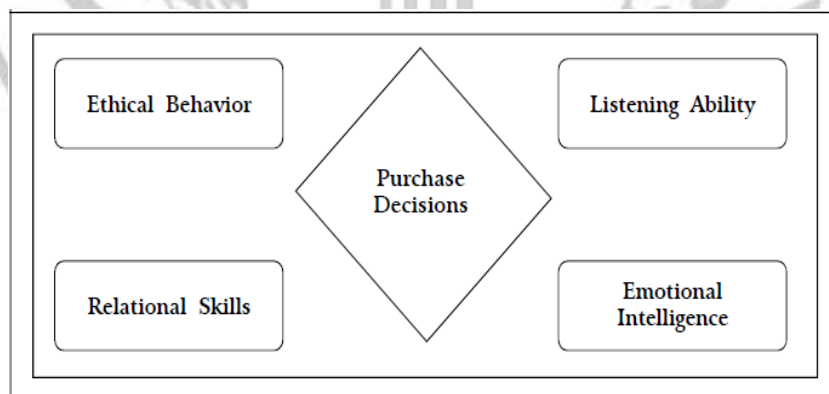 Ethical Behavior
Listening Ability
Purchase
Decisions
Relational Skills
Emotional
Intelligence